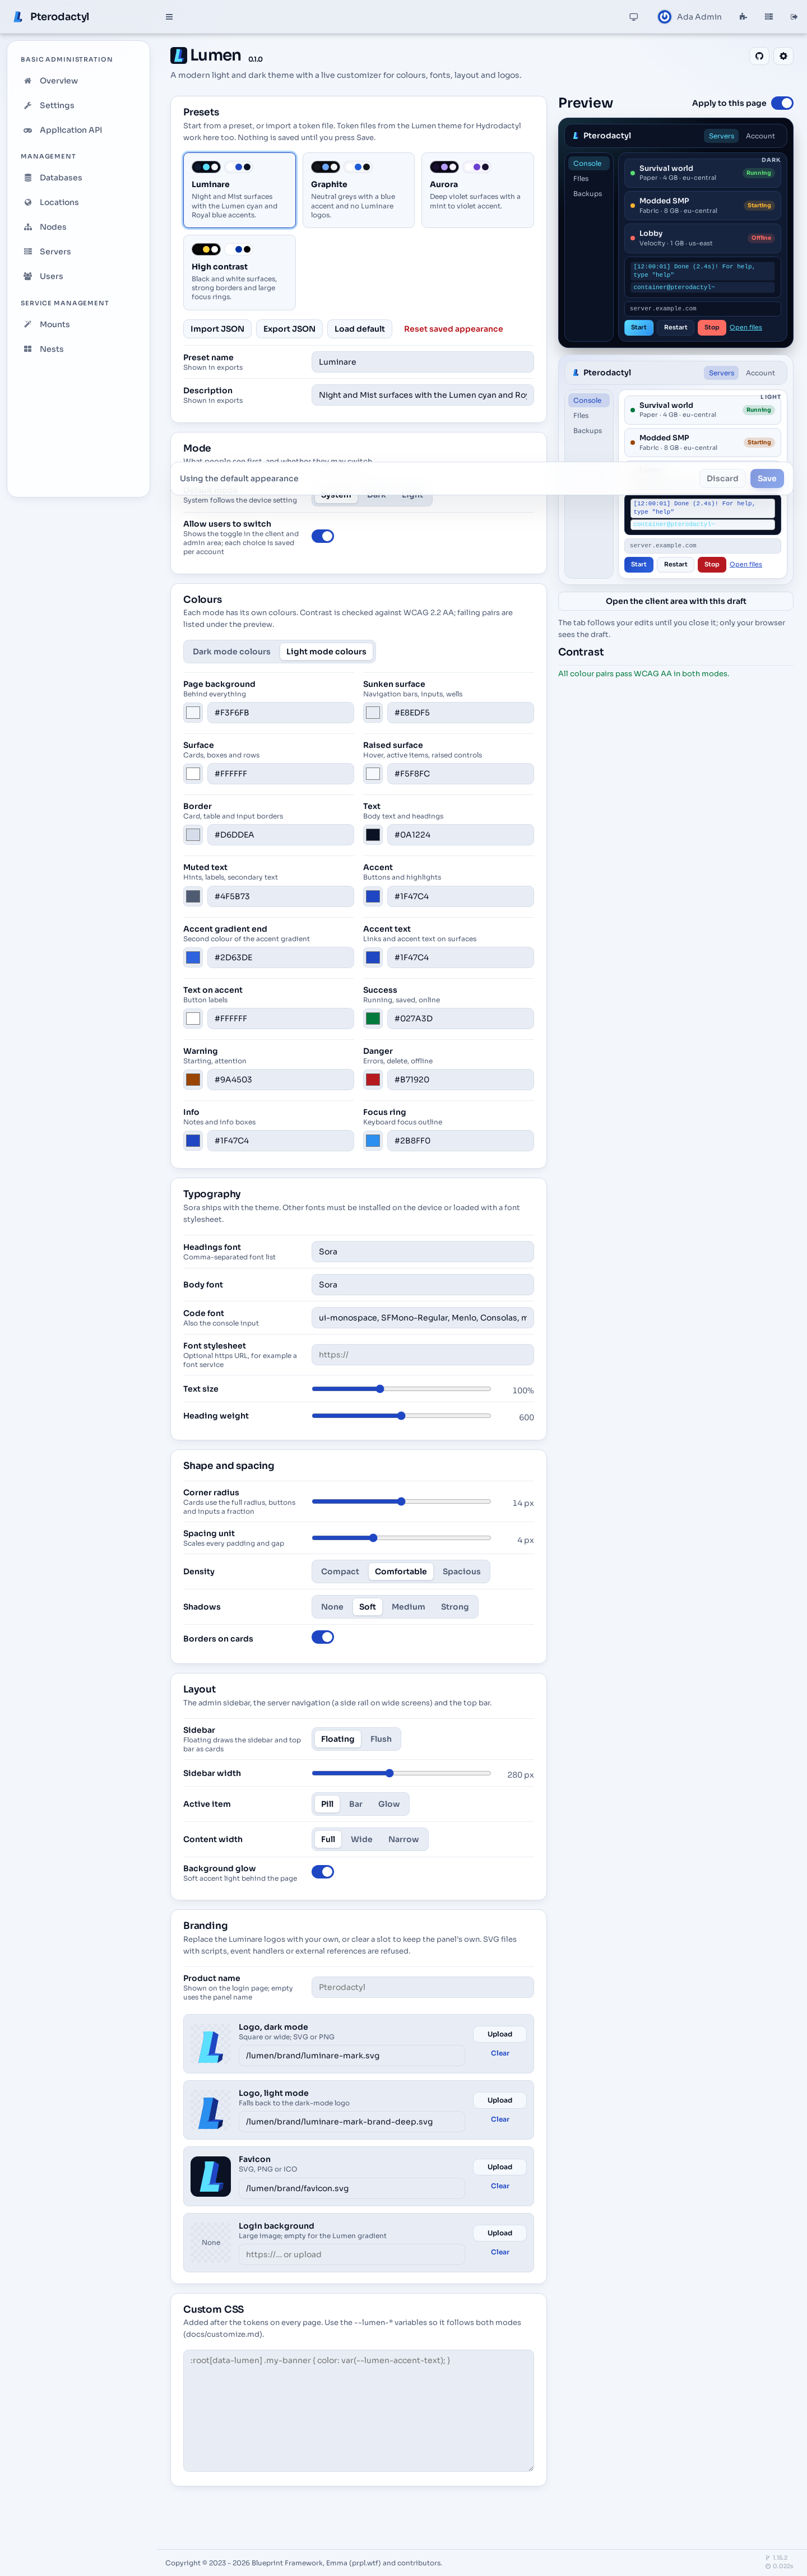 Pterodactyl
Ada Admin
BASIC ADMINISTRATION
Overview
Settings
Application API
MANAGEMENT
Databases
Locations
Nodes
Servers
Users
SERVICE MANAGEMENT
Mounts
Nests
Lumen 0.1.0
A modern light and dark theme with a live customizer for colours, fonts, layout and logos.
Presets
Start from a preset, or import a token file. Token files from the Lumen theme for Hydrodactyl
work here too. Nothing is saved until you press Save.
Luminare
Night and Mist surfaces
with the Lumen cyan and
Royal blue accents.
Graphite
Neutral greys with a blue
accent and no Luminare
logos.
Aurora
Deep violet surfaces with a
mint to violet accent.
High contrast
Black and white surfaces,
strong borders and large
focus rings.
Import JSON
Export JSON
Load default
Reset saved appearance
Preset name
Shown in exports
Luminare
Description
Shown in exports
Night and Mist surfaces with the Lumen cyan and Roy
Mode
What people see first, and whether they may switch.
Using the default appearance
Discard
Save
System follows the device setting
System
Dark
Light
Allow users to switch
Shows the toggle in the client and
admin area; each choice is saved
per account
Colours
Each mode has its own colours. Contrast is checked against WCAG 2.2 AA; failing pairs are
listed under the preview.
Dark mode colours
Light mode colours
Page background
Behind everything
#F3F6FB
Sunken surface
Navigation bars, inputs, wells
#E8EDF5
Surface
Cards, boxes and rows
#FFFFFF
Raised surface
Hover, active items, raised controls
#F5F8FC
Border
Card, table and input borders
#D6DDEA
Text
Body text and headings
#0A1224
Muted text
Hints, labels, secondary text
#4F5B73
Accent
Buttons and highlights
#1F47C4
Accent gradient end
Second colour of the accent gradient
#2D63DE
Accent text
Links and accent text on surfaces
#1F47C4
Text on accent
Button labels
#FFFFFF
Success
Running, saved, online
#027A3D
Warning
Starting, attention
#9A4503
Danger
Errors, delete, offline
#B71920
Info
Notes and info boxes
#1F47C4
Focus ring
Keyboard focus outline
#2B8FF0
Typography
Sora ships with the theme. Other fonts must be installed on the device or loaded with a font
stylesheet.
Headings font
Comma-separated font list
Sora
Body font
Sora
Code font
Also the console input
ui-monospace, SFMono-Regular, Menlo, Consolas, m
Font stylesheet
Optional https URL, for example a
font service
https://
Text size
100%
Heading weight
600
Shape and spacing
Corner radius
Cards use the full radius, buttons
and inputs a fraction
14 px
Spacing unit
Scales every padding and gap
4 px
Density
Compact
Comfortable
Spacious
Shadows
None
Soft
Medium
Strong
Borders on cards
Layout
The admin sidebar, the server navigation (a side rail on wide screens) and the top bar.
Sidebar
Floating draws the sidebar and top
bar as cards
Floating
Flush
Sidebar width
280 px
Active item
Pill
Bar
Glow
Content width
Full
Wide
Narrow
Background glow
Soft accent light behind the page
Branding
Replace the Luminare logos with your own, or clear a slot to keep the panel's own. SVG files
with scripts, event handlers or external references are refused.
Product name
Shown on the login page; empty
uses the panel name
Pterodactyl
Logo, dark mode
Square or wide; SVG or PNG
/lumen/brand/luminare-mark.svg
Upload
Clear
Logo, light mode
Falls back to the dark-mode logo
/lumen/brand/luminare-mark-brand-deep.svg
Upload
Clear
Favicon
SVG, PNG or ICO
/lumen/brand/favicon.svg
Upload
Clear
None
Login background
Large image; empty for the Lumen gradient
https://... or upload
Upload
Clear
Custom CSS
Added after the tokens on every page. Use the --lumen-* variables so it follows both modes
(docs/customize.md).
:root[data-lumen] .my-banner { color: var(--lumen-accent-text); }
Preview
Apply to this page
Pterodactyl
Servers
Account
DARK
Console
Files
Backups
Survival world
Paper · 4 GB · eu-central
Running
Modded SMP
Fabric · 8 GB · eu-central
Starting
Lobby
Velocity · 1 GB · us-east
Offline
[12:00:01] Done (2.4s)! For help,
type "help"
container@pterodactyl~
server.example.com
Start
Restart
Stop
Open files
Pterodactyl
Servers
Account
LIGHT
Console
Files
Backups
Survival world
Paper · 4 GB · eu-central
Running
Modded SMP
Fabric · 8 GB · eu-central
Starting
[12:00:01] Done (2.4s)! For help,
type "help"
container@pterodactyl~
server.example.com
Start
Restart
Stop
Open files
Open the client area with this draft
The tab follows your edits until you close it; only your browser
sees the draft.
Contrast
All colour pairs pass WCAG AA in both modes.
Copyright © 2023 - 2026 Blueprint Framework, Emma (prpl.wtf) and contributors.
1.15.2
0.022s